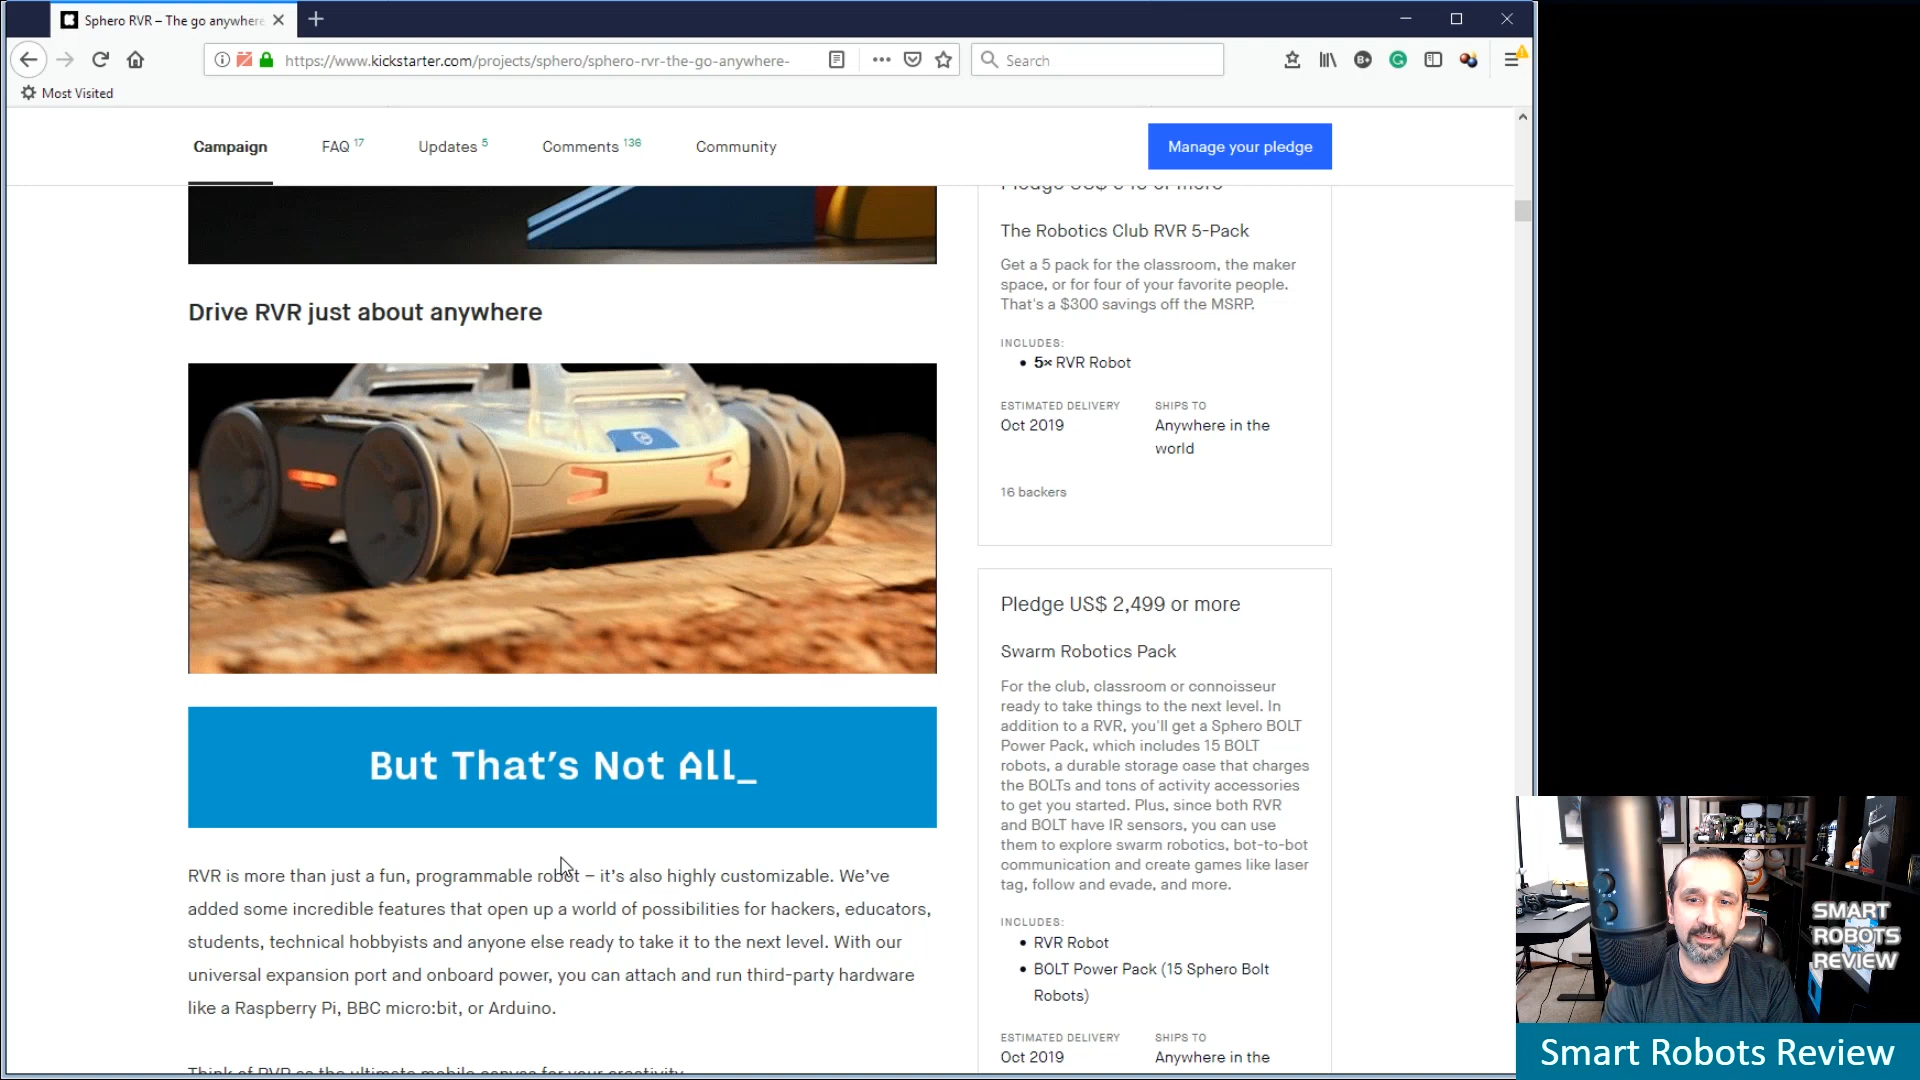 Sphero RVR – The go anywhere
https://www.kickstarter.com/projects/sphero/sphero-rvr-the-go-anywhere-
Search
Most Visited
Campaign
FAQ 17
Updates 5
Comments 136
Community
Manage your pledge
Drive RVR just about anywhere
But That's Not All_
RVR is more than just a fun, programmable robot – it's also highly customizable. We've
added some incredible features that open up a world of possibilities for hackers, educators,
students, technical hobbyists and anyone else ready to take it to the next level. With our
universal expansion port and onboard power, you can attach and run third-party hardware
like a Raspberry Pi, BBC micro:bit, or Arduino.
Think of RVR as the ultimate mobile canvas for your creativity.
The Robotics Club RVR 5-Pack
Get a 5 pack for the classroom, the maker
space, or for four of your favorite people.
That's a $300 savings off the MSRP.
INCLUDES:
5× RVR Robot
ESTIMATED DELIVERY
Oct 2019
SHIPS TO
Anywhere in the
world
16 backers
Pledge US$ 2,499 or more
Swarm Robotics Pack
For the club, classroom or connoisseur
ready to take things to the next level. In
addition to a RVR, you'll get a Sphero BOLT
Power Pack, which includes 15 BOLT
robots, a durable storage case that charges
the BOLTs and tons of activity accessories
to get you started. Plus, since both RVR
and BOLT have IR sensors, you can use
them to explore swarm robotics, bot-to-bot
communication and create games like laser
tag, follow and evade, and more.
INCLUDES:
RVR Robot
BOLT Power Pack (15 Sphero Bolt
Robots)
ESTIMATED DELIVERY
Oct 2019
SHIPS TO
Anywhere in the
SMART
ROBOTS
REVIEW
Smart Robots Review